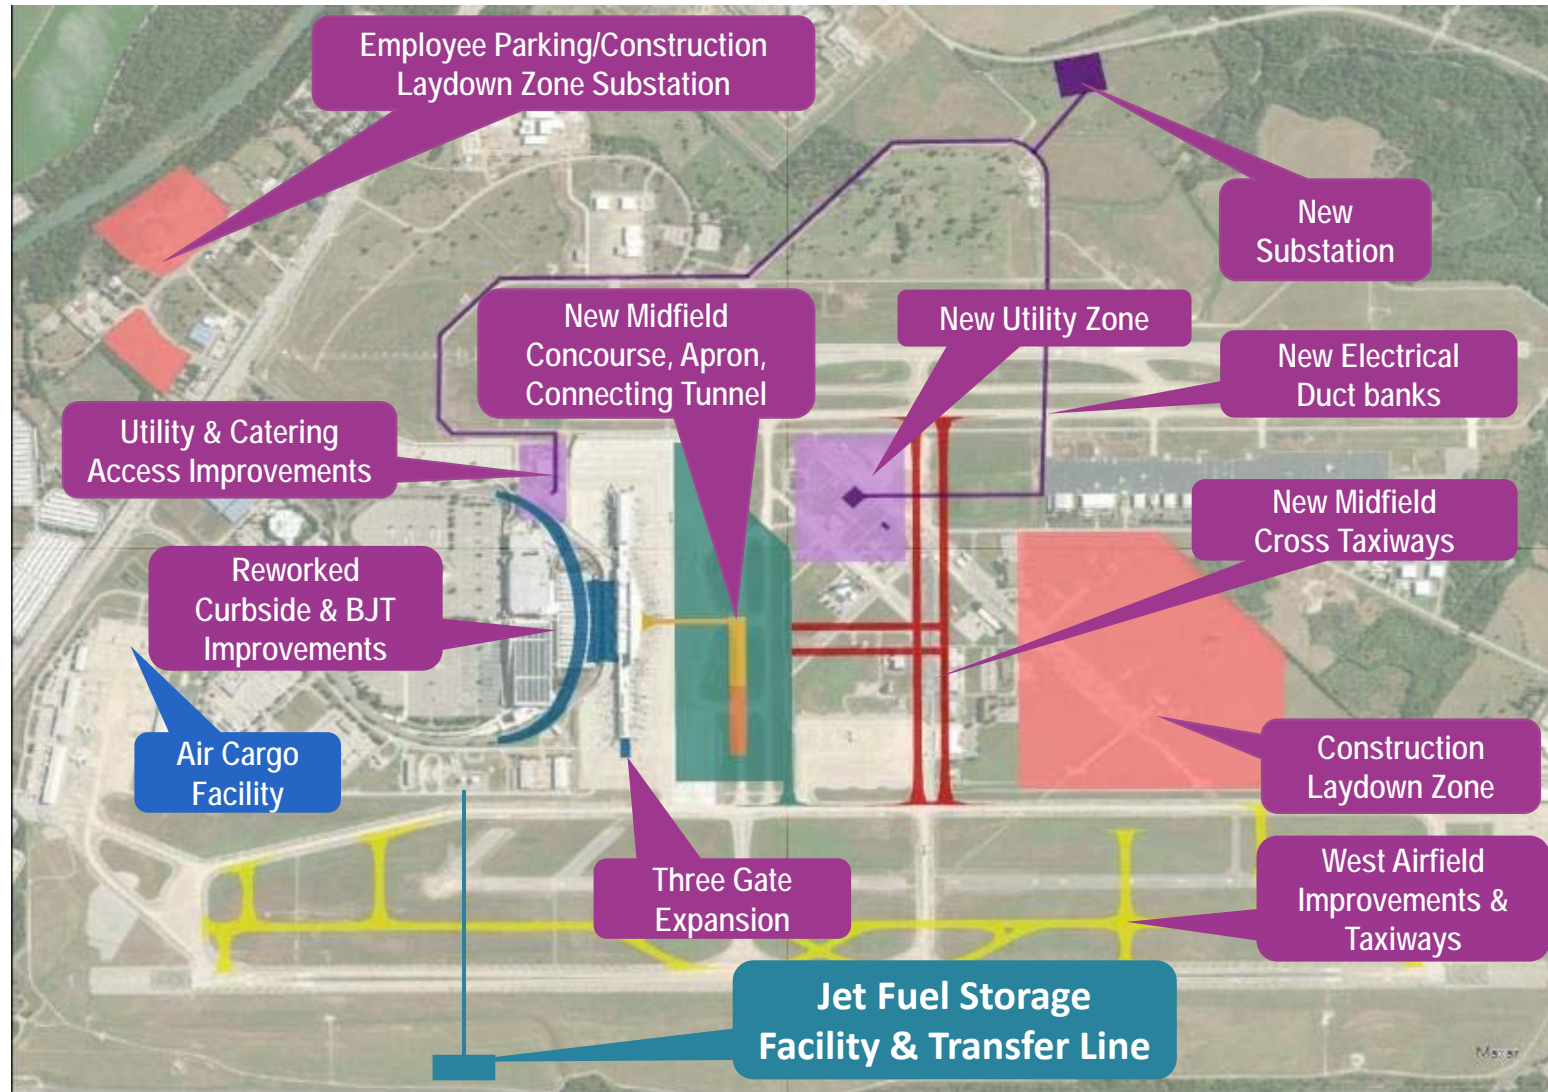 Employee Parking/Construction
Laydown Zone Substation
New
Substation
New Midfield
Concourse, Apron,
Connecting Tunnel
New Utility Zone
New Electrical
Duct banks
Utility & Catering
Access Improvements
New Midfield
Cross Taxiways
Reworked
Curbside & BJT
Improvements
Air Cargo
Facility
Construction
Laydown Zone
Three Gate
Expansion
West Airfield
Improvements &
Taxiways
Jet Fuel Storage
Facility & Transfer Line
Maxar